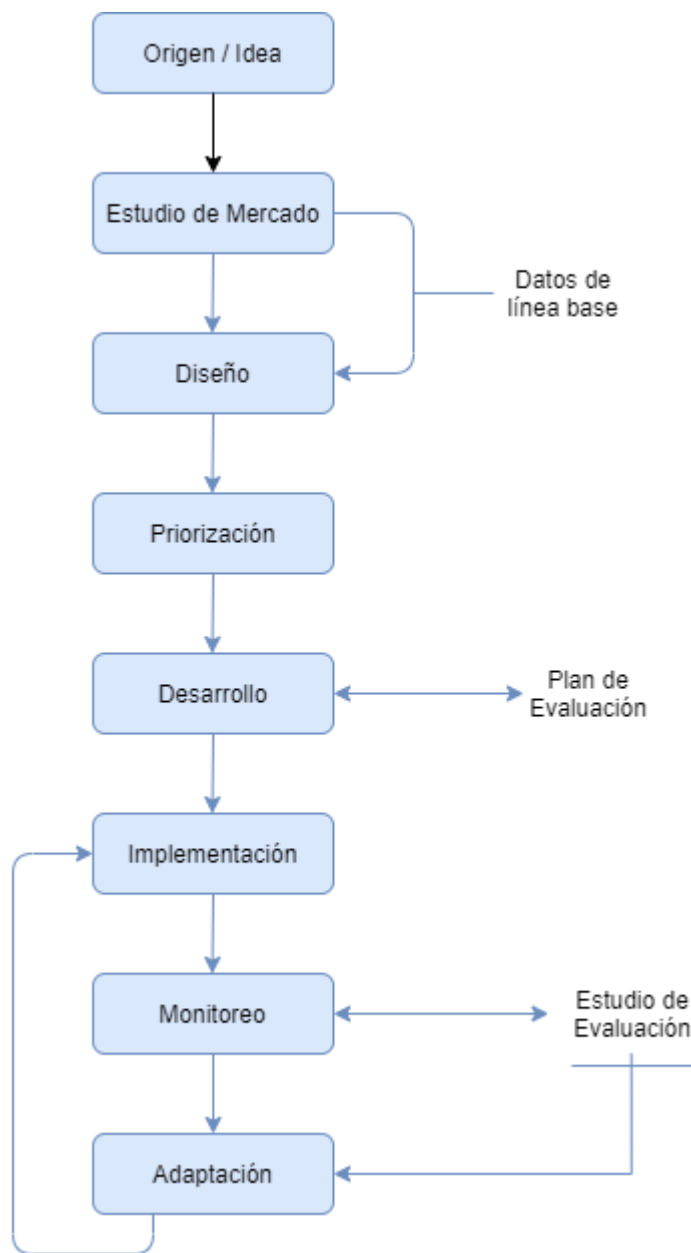 Origen / Idea
Estudio de Mercado
Datos de
línea base
Diseño
Priorización
Desarrollo
Plan de
Evaluación
Implementación
Monitoreo
Estudio de
Evaluación
Adaptación